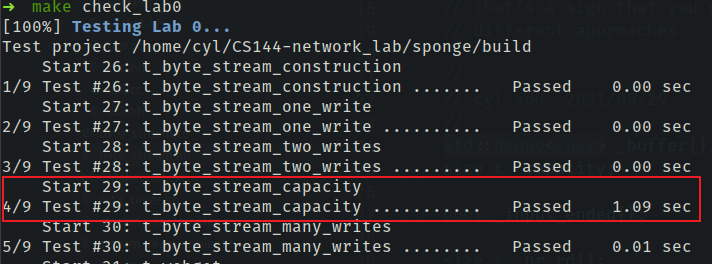 → make check_lab0
[100%] Testing Lab 0...
Test project /home/cyl/CS144-network_lab/sponge/build
Start 26: t_byte_stream_construction
1/9 Test #26: t_byte_stream_construction ....... Passed 0.00 sec
Start 27: t_byte_stream_one_write
2/9 Test #27: t_byte_stream_one_write .......... Passed 0.00 sec
Start 28: t_byte_stream_two_writes
3/9 Test #28: t_byte_stream_two_writes ......... Passed 0.00 sec
Start 29: t_byte_stream_capacity
4/9 Test #29: t_byte_stream_capacity ........... Passed 1.09 sec
Start 30: t_byte_stream_many_writes
5/9 Test #30: t_byte_stream_many_writes ........ Passed 0.01 sec